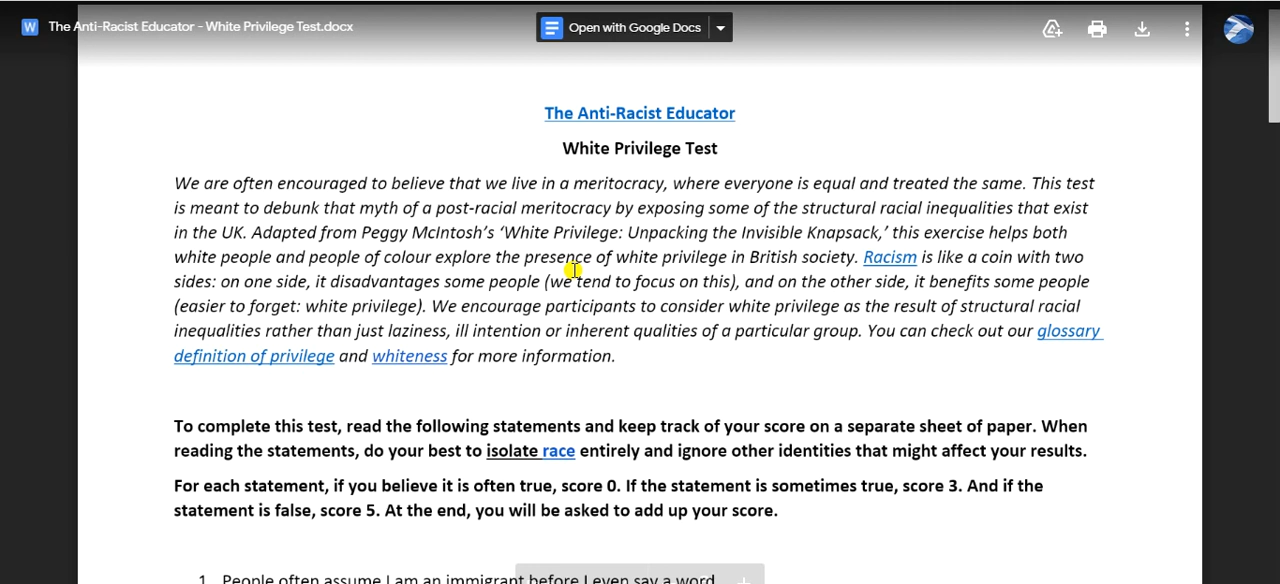 The Anti-Racist Educator - White Privilege Test.docx
Open with Google Docs
The Anti-Racist Educator
White Privilege Test
We are often encouraged to believe that we live in a meritocracy, where everyone is equal and treated the same. This test
is meant to debunk that myth of a post-racial meritocracy by exposing some of the structural racial inequalities that exist
in the UK. Adapted from Peggy McIntosh's ‘White Privilege: Unpacking the Invisible Knapsack,’ this exercise helps both
white people and people of colour explore the presence of white privilege in British society. Racism is like a coin with two
sides: on one side, it disadvantages some people (we tend to focus on this), and on the other side, it benefits some people
(easier to forget: white privilege). We encourage participants to consider white privilege as the result of structural racial
inequalities rather than just laziness, ill intention or inherent qualities of a particular group. You can check out our glossary
definition of privilege and whiteness for more information.
To complete this test, read the following statements and keep track of your score on a separate sheet of paper. When
reading the statements, do your best to isolate race entirely and ignore other identities that might affect your results.
For each statement, if you believe it is often true, score 0. If the statement is sometimes true, score 3. And if the
statement is false, score 5. At the end, you will be asked to add up your score.
1. People often assume I am an immigrant before I even say a word